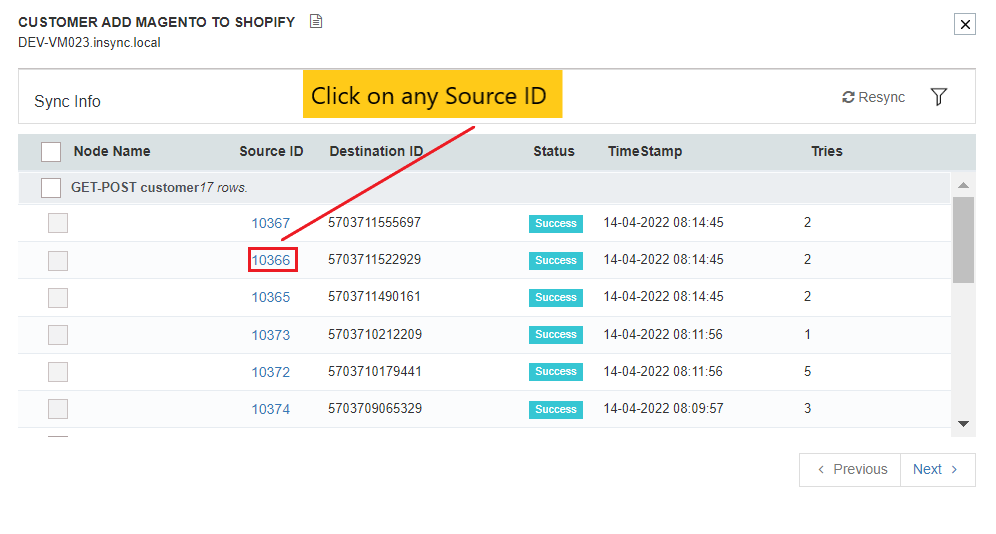 CUSTOMER ADD MAGENTO TO SHOPIFY
DEV-VM023.insync.local
Click on any Source ID
Sync Info
Resync
Node Name Source ID Destination ID Status TimeStamp Tries
GET-POST customer17 rows.
10367 5703711555697 Success 14-04-2022 08:14:45 2
10366 5703711522929 Success 14-04-2022 08:14:45 2
10365 5703711490161 Success 14-04-2022 08:14:45 2
10373 5703710212209 Success 14-04-2022 08:11:56 1
10372 5703710179441 Success 14-04-2022 08:11:56 5
10374 5703709065329 Success 14-04-2022 08:09:57 3
‹ Previous Next ›